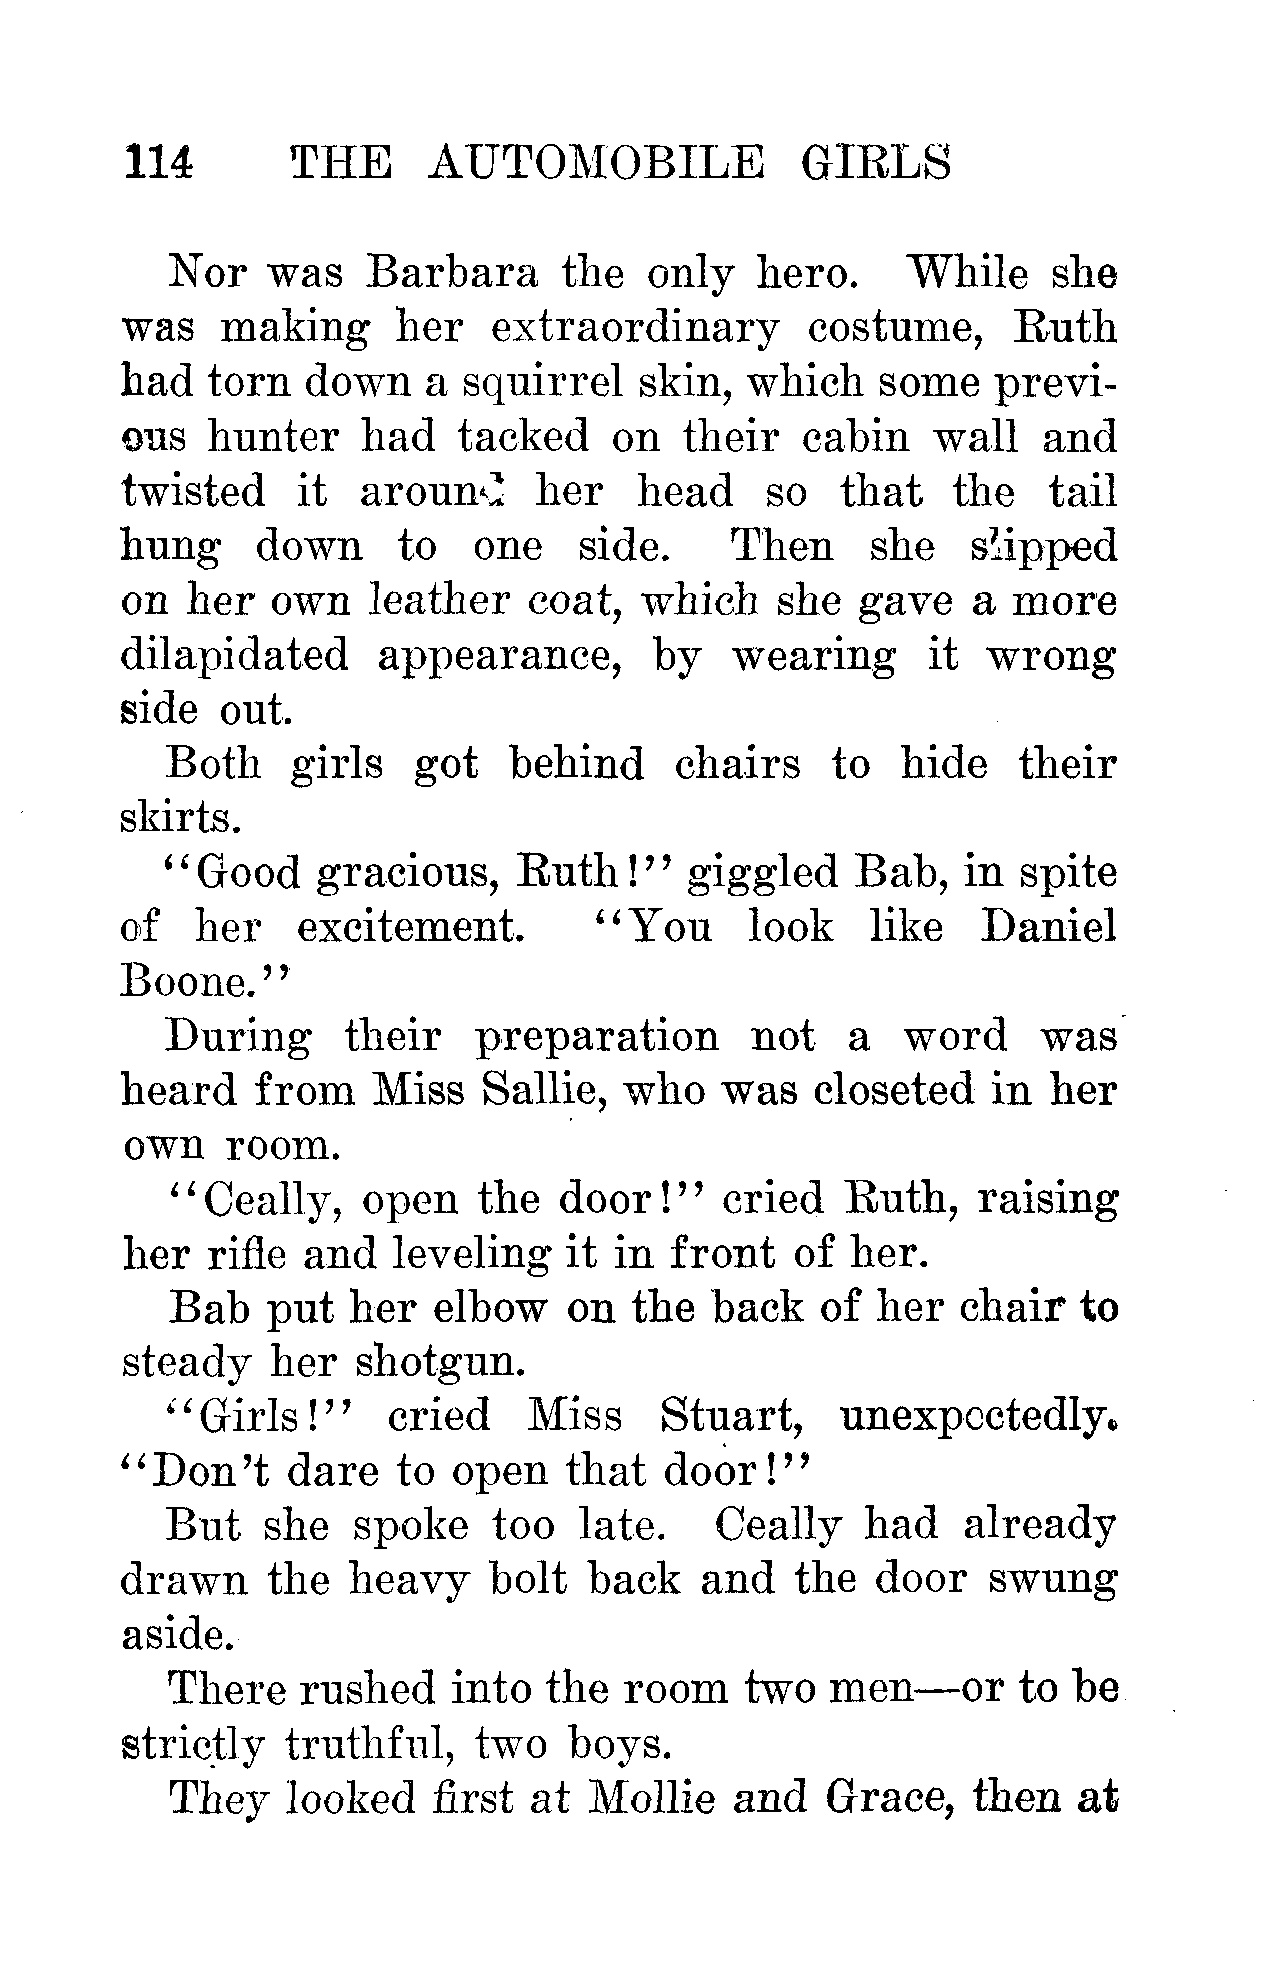 114 THE AUTOMOBILE GIRLS
Nor was Barbara the only hero. While she
was making her extraordinary costume, Ruth
had torn down a squirrel skin, which some previ-
ous hunter had tacked on their cabin wall and
twisted it around her head so that the tail
hung down to one side. Then she slipped
on her own leather coat, which she gave a more
dilapidated appearance, by wearing it wrong
side out.
Both girls got behind chairs to hide their
skirts.
"Good gracious, Ruth!" giggled Bab, in spite
of her excitement. "You look like Daniel
Boone."
During their preparation not a word was
heard from Miss Sallie, who was closeted in her
own room.
"Ceally, open the door!" cried Ruth, raising
her rifle and leveling it in front of her.
Bab put her elbow on the back of her chair to
steady her shotgun.
"Girls!" cried Miss Stuart, unexpectedly.
"Don't dare to open that door!"
But she spoke too late. Ceally had already
drawn the heavy bolt back and the door swung
aside.
There rushed into the room two men—or to be
strictly truthful, two boys.
They looked first at Mollie and Grace, then at